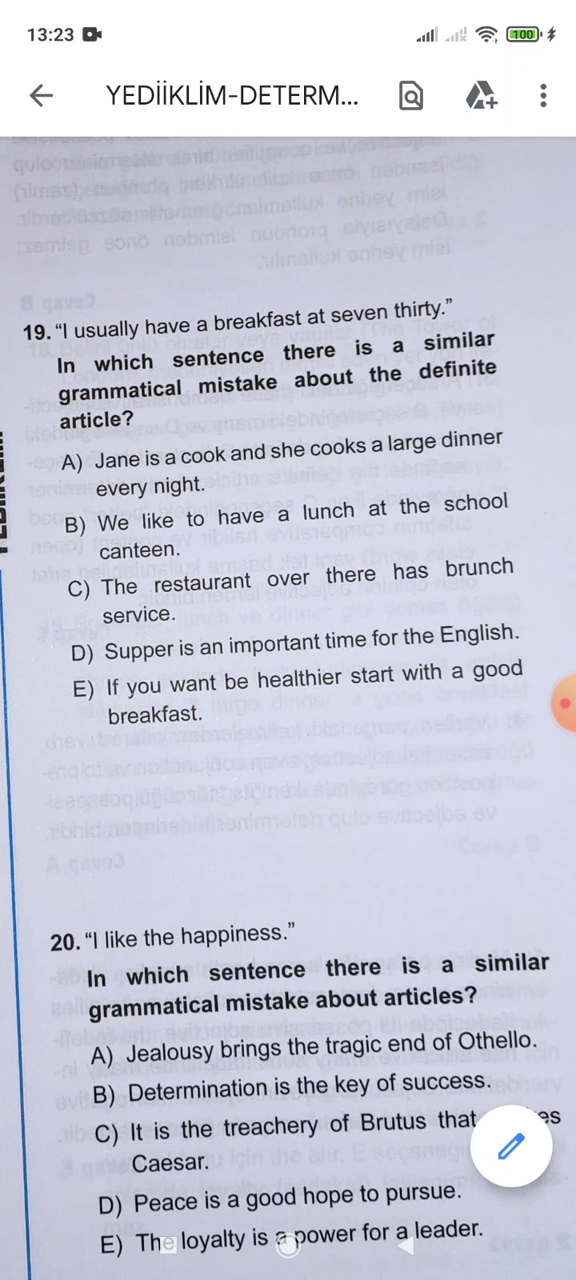 13:23
100
YEDİİKLİM-DETERM...
19. “I usually have a breakfast at seven thirty.”
In which sentence there is a similar
grammatical mistake about the definite
article?
A) Jane is a cook and she cooks a large dinner
every night.
B) We like to have a lunch at the school
canteen.
C) The restaurant over there has brunch
service.
D) Supper is an important time for the English.
E) If you want be healthier start with a good
breakfast.
20. “I like the happiness.”
In which sentence there is a similar
grammatical mistake about articles?
A) Jealousy brings the tragic end of Othello.
B) Determination is the key of success.
C) It is the treachery of Brutus that
Caesar.
D) Peace is a good hope to pursue.
E) The loyalty is a power for a leader.